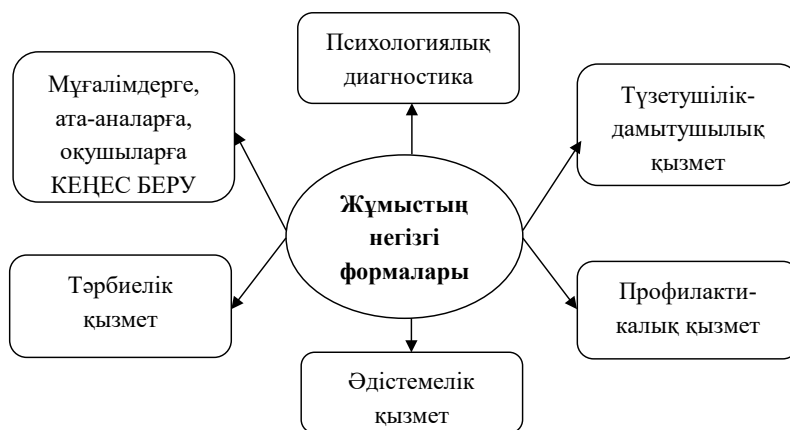 Психологиялық
диагностика
Мұғалімдерге,
ата-аналарға,
оқушыларға
КЕҢЕС БЕРУ
Түзетушілік-
дамытушылық
қызмет
Жұмыстың
негізгі
формалары
Тәрбиелік
қызмет
Профилакти-
калық қызмет
Әдістемелік
қызмет